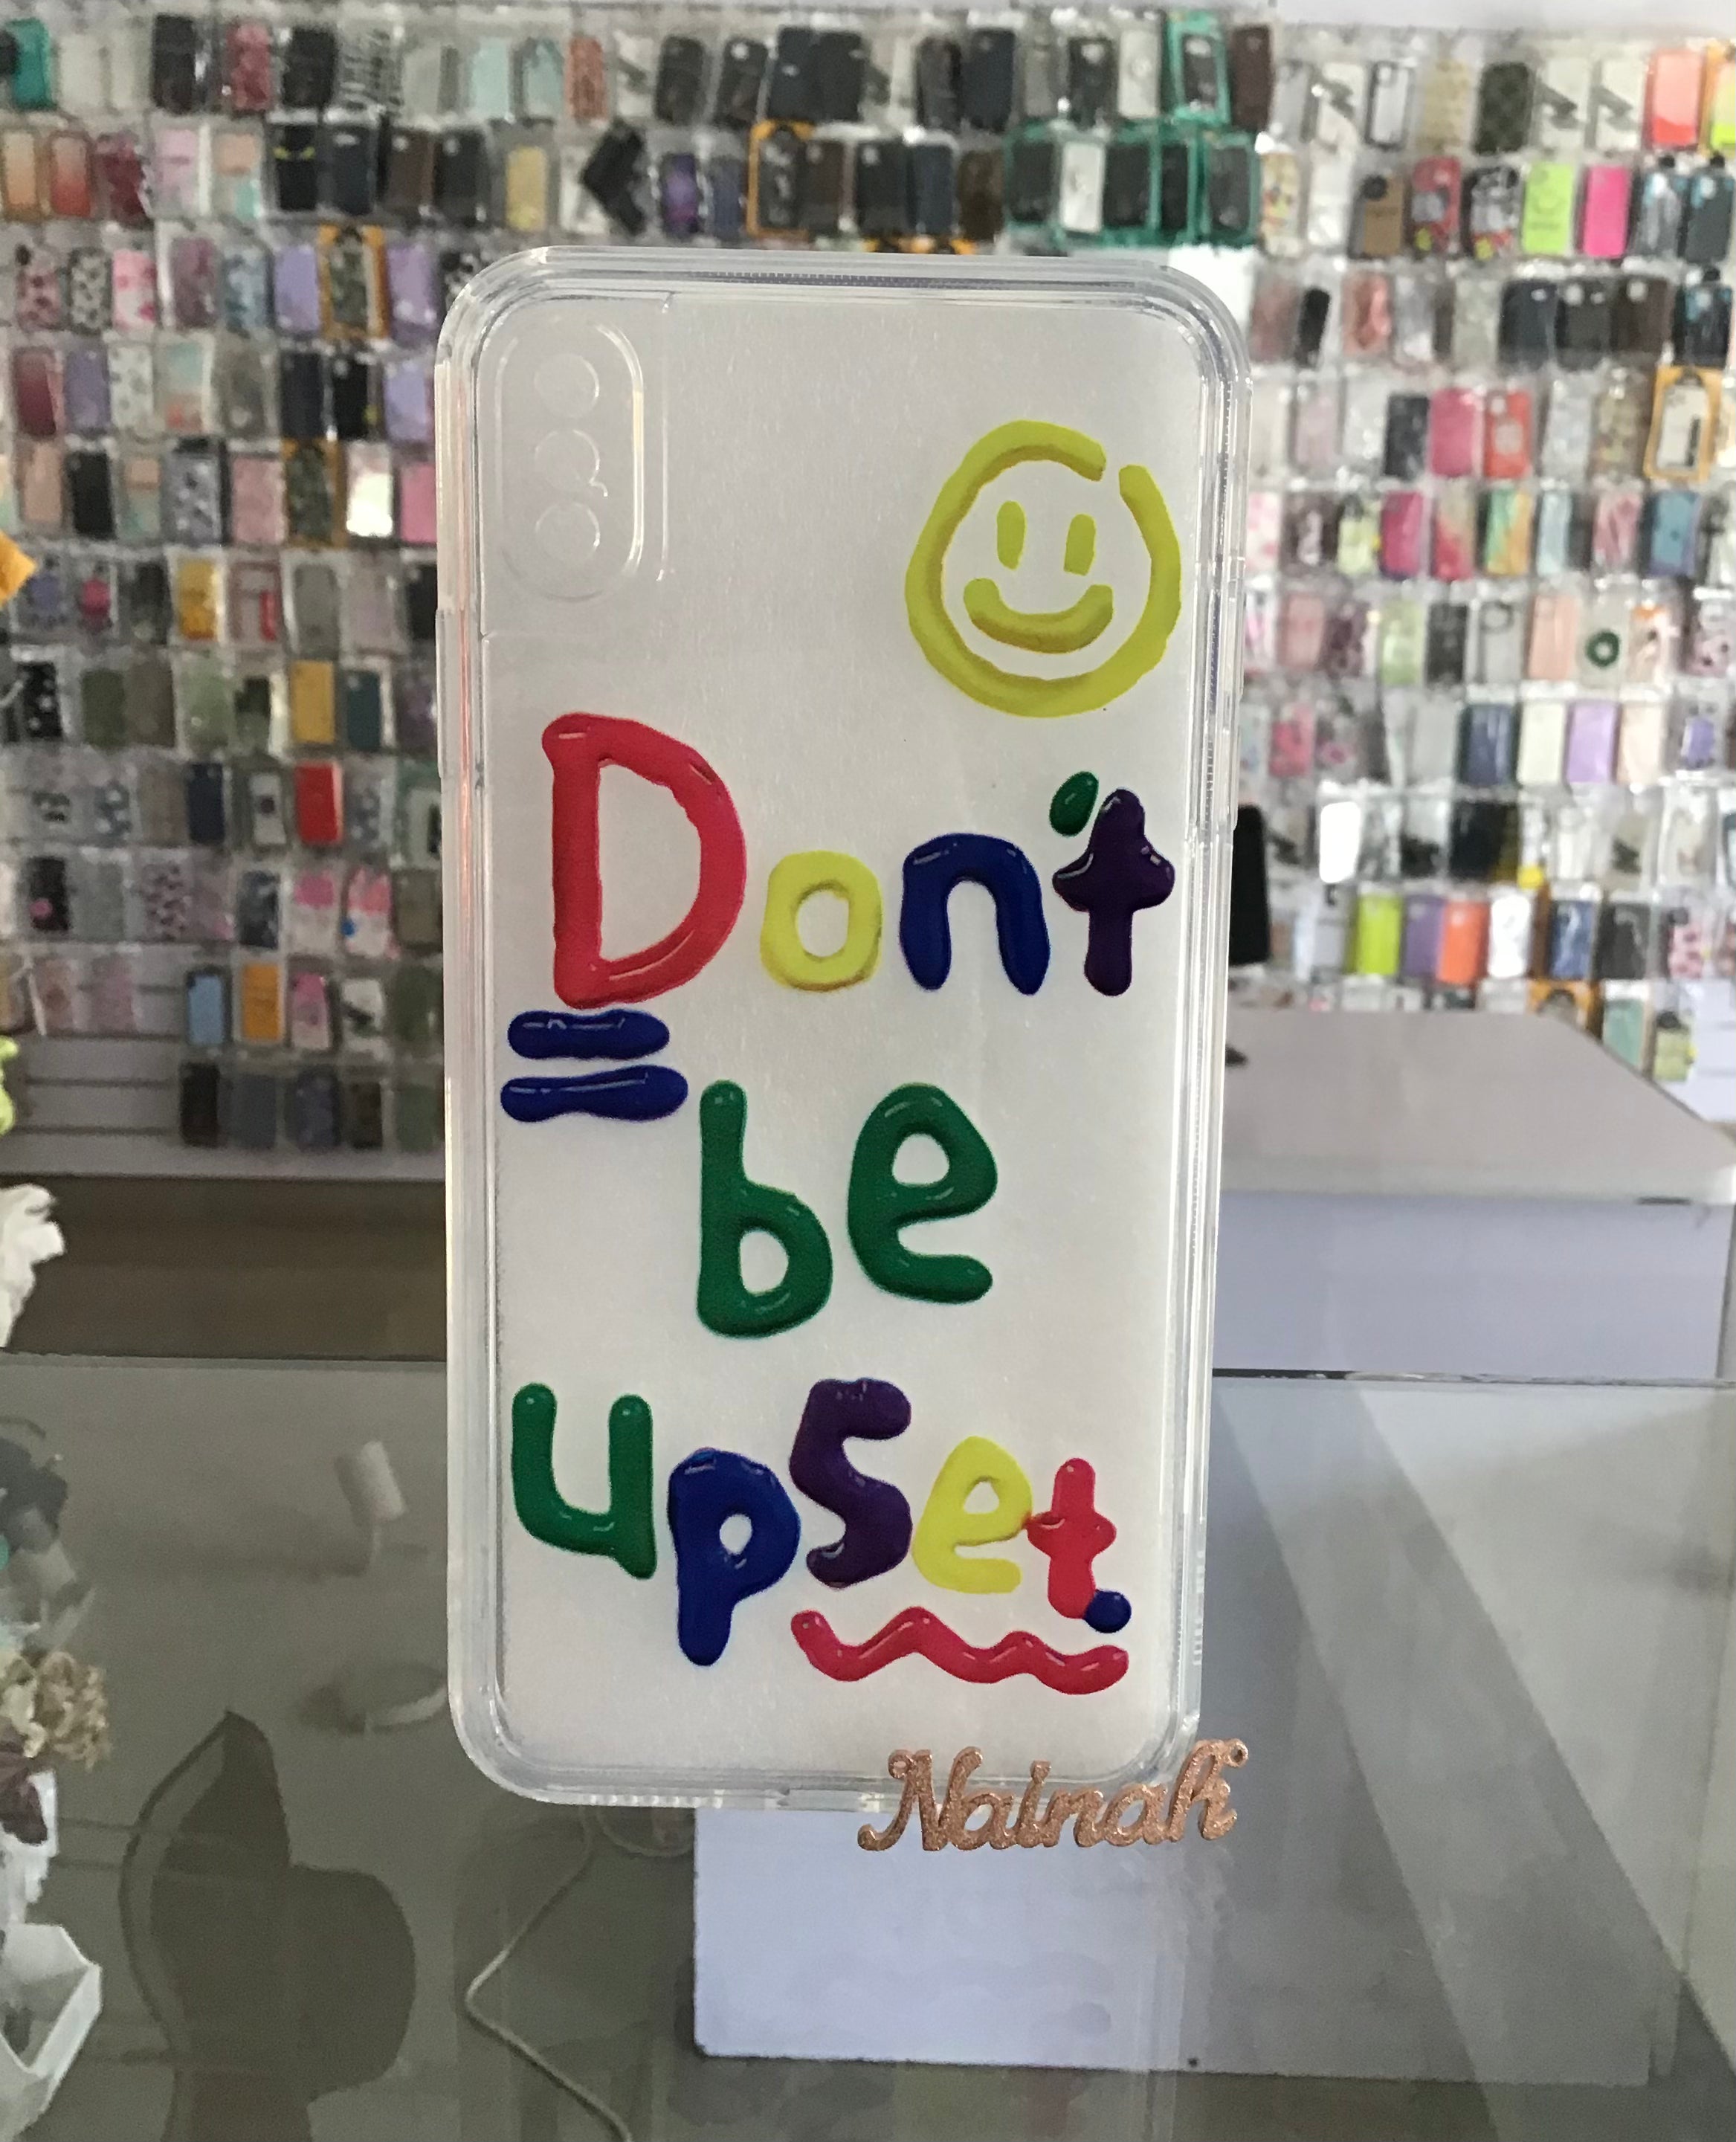 Don't
be
upset.
Nainah